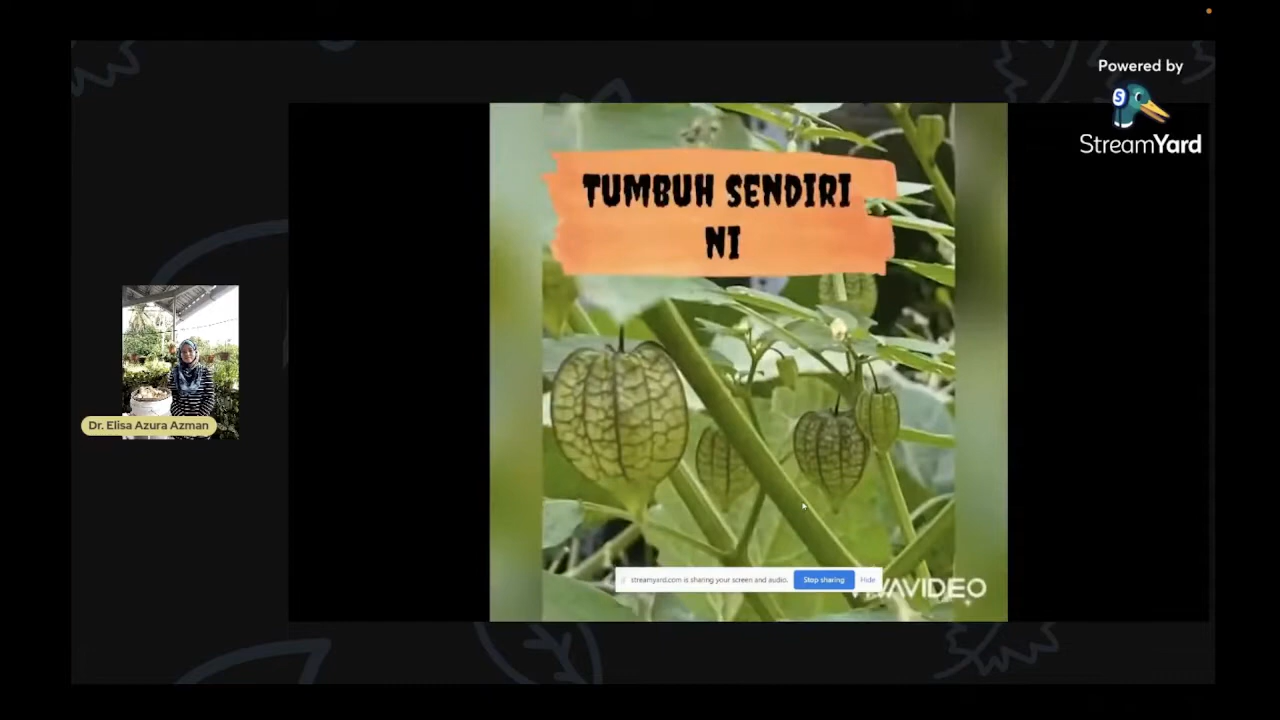 Powered by
S
StreamYard
TUMBUH SENDIRI
NI
Dr. Elisa Azura Azman
streamyard.com is sharing your screen and audio.
Stop sharing
Hide
VIVAVIDEO